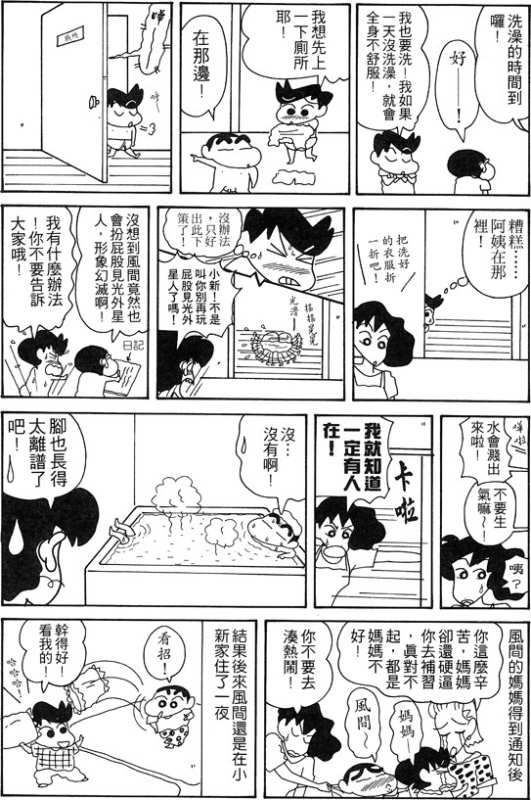 洗澡的時間到
囉!
好——!
我也要洗!我如果
一天沒洗澡,就會
全身不舒服!
我想先上
一下廁所
耶!
在那邊!
糟糕……
阿姨在那
裡!
把洗好
的衣服折
一折吧!
沒辦法
,只好
出此下
策了!
搖搖晃晃
光滑——
小新!不是
叫你別再玩
屁股見光外
星人了嗎!
沒想到風間竟然也
會扮屁股見光外星
人,形象幻滅啊!
日記
我有什麼辦法
!你不要告訴
大家哦!
嘩啦
水會濺出
來啦!
不要生
氣嘛~!
咦?
卡啦
我就知道
一定有人
在!
沒…
沒有啊!
腳也長得
太離譜了
吧!
風間的媽媽得到通知後
你這麼辛
苦,媽媽
卻還硬逼
你去補習
,真對不
起,都是
媽媽不
好!
媽媽—
風間~
你不要去
湊熱鬧!
結果後來風間還是在小
新家住了一夜
看招!
幹得好!
看我的!